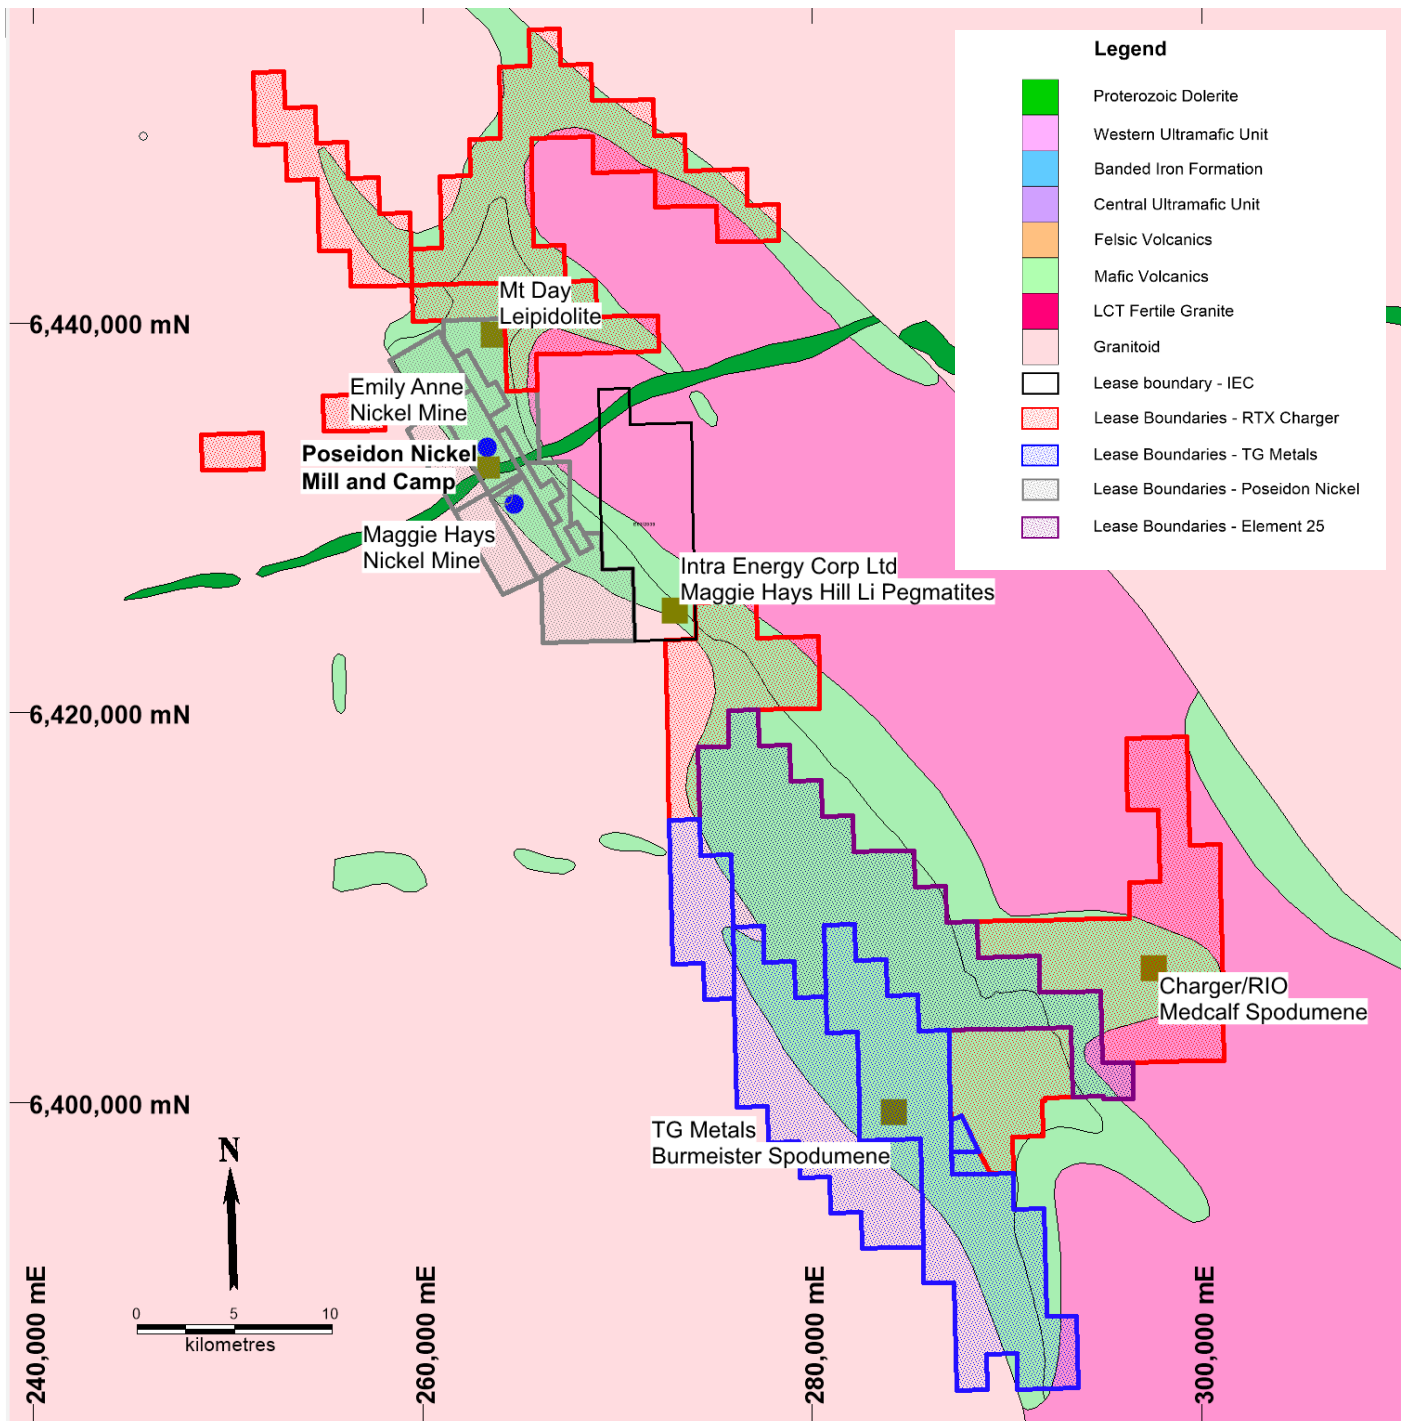 Legend
Proterozoic Dolerite
Western Ultramafic Unit
Banded Iron Formation
Central Ultramafic Unit
Felsic Volcanics
Mafic Volcanics
LCT Fertile Granite
Granitoid
Lease boundary - IEC
Lease Boundaries - RTX Charger
Lease Boundaries - TG Metals
Lease Boundaries - Poseidon Nickel
Lease Boundaries - Element 25
Mt Day
Leipidolite
6,440,000 mN
Emily Anne
Nickel Mine
Poseidon Nickel
Mill and Camp
Maggie Hays
Nickel Mine
Intra Energy Corp Ltd
Maggie Hays Hill Li Pegmatites
6,420,000 mN
Charger/RIO
Medcalf Spodumene
6,400,000 mN
TG Metals
Burmeister Spodumene
N
0 5 10
kilometres
240,000 mE
260,000 mE
280,000 mE
300,000 mE